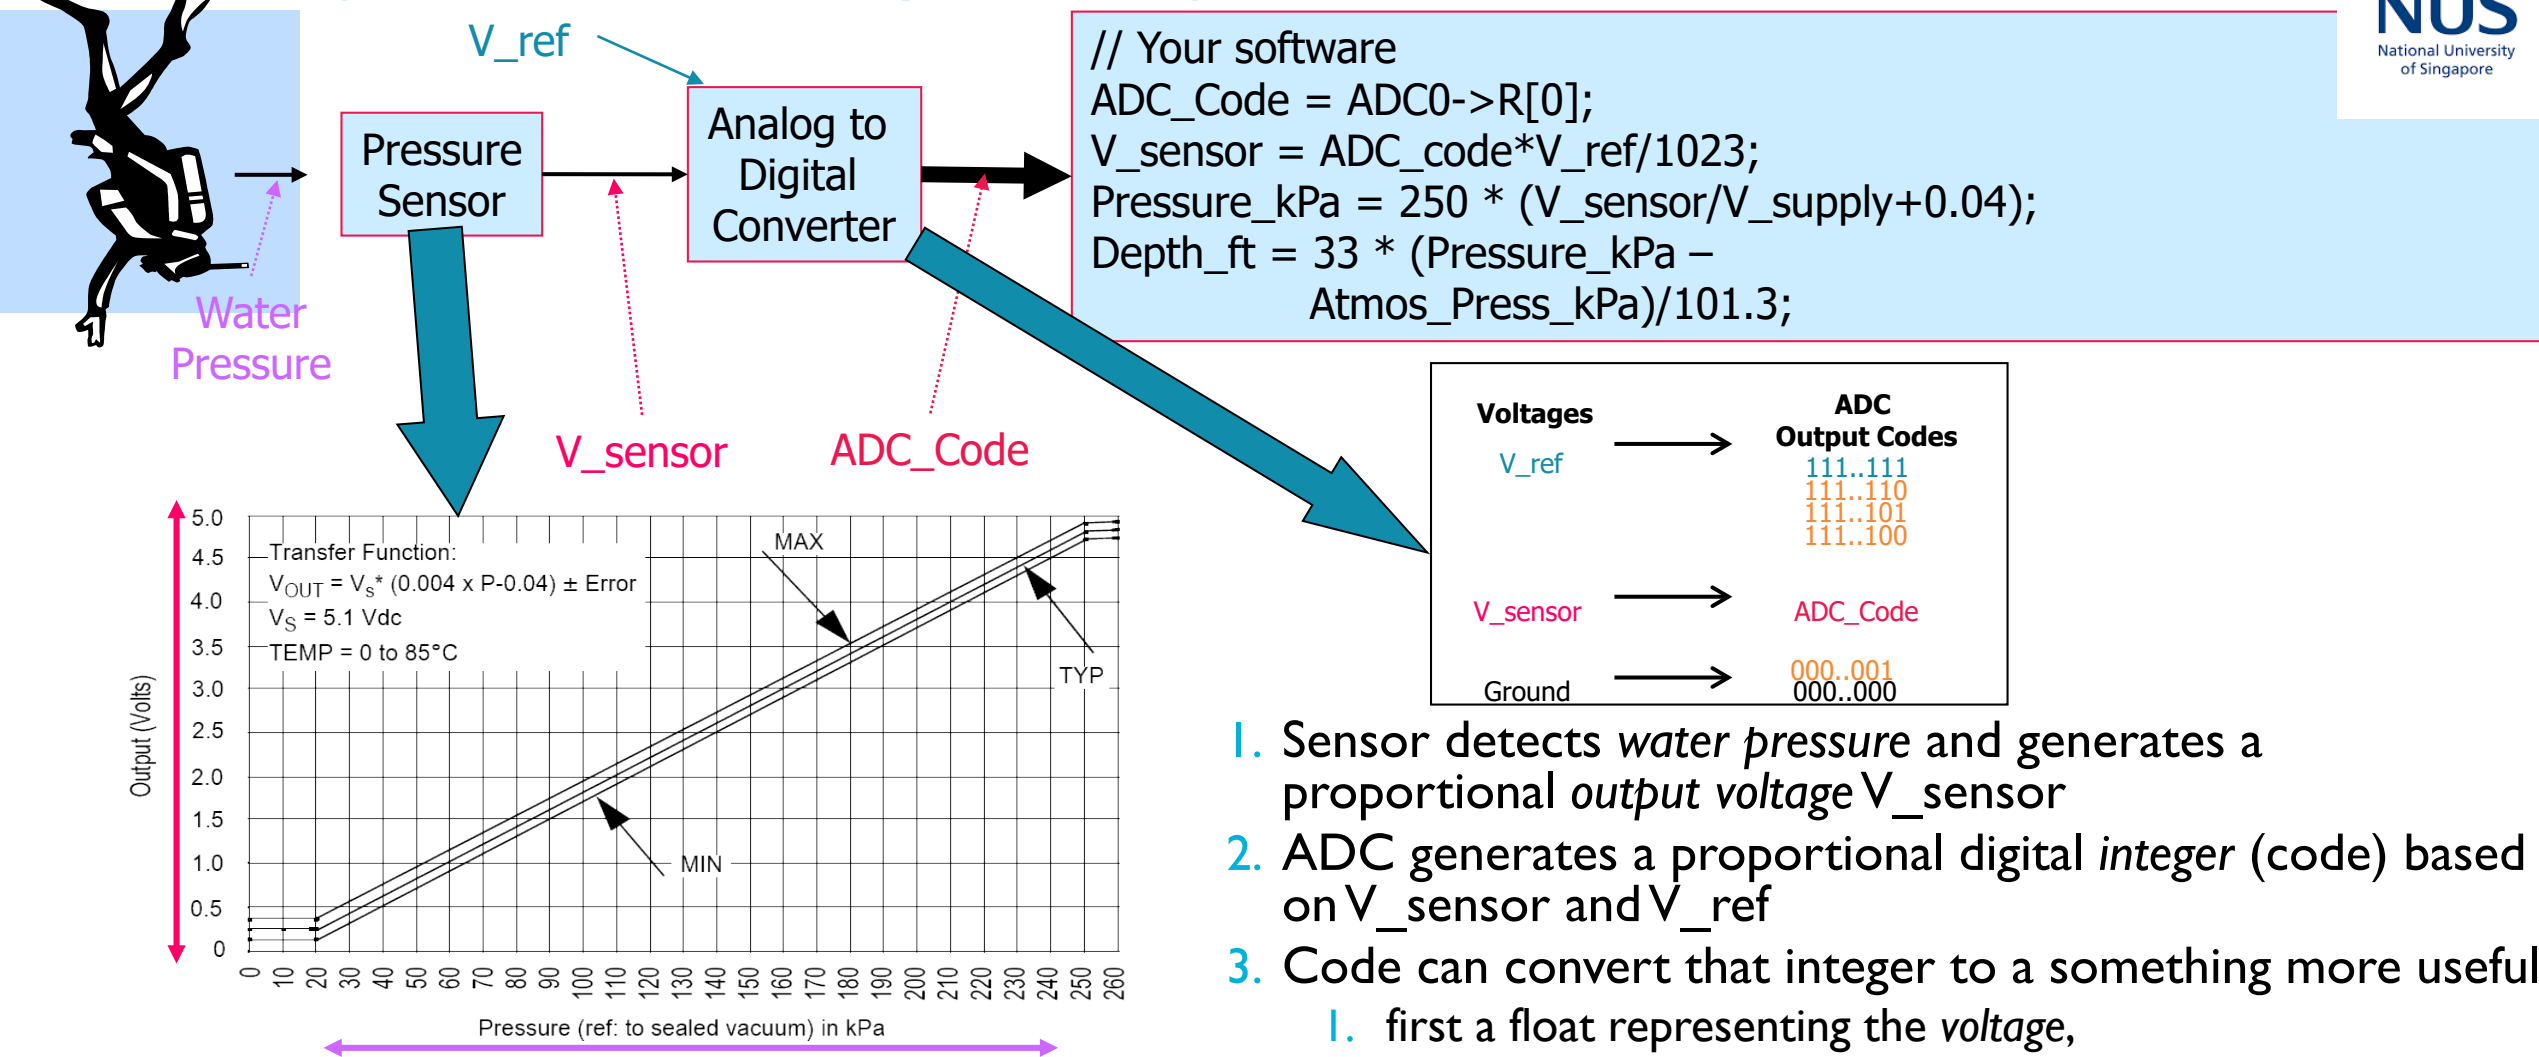 V_ref
NUS
National University
of Singapore
// Your software
ADC_Code = ADC0->R[0];
V_sensor = ADC_code*V_ref/1023;
Pressure_kPa = 250 * (V_sensor/V_supply+0.04);
Depth_ft = 33 * (Pressure_kPa –
Atmos_Press_kPa)/101.3;
Pressure
Sensor
Analog to
Digital
Converter
Water
Pressure
V_sensor
ADC_Code
Voltages
ADC
Output Codes
V_ref
111..111
111..110
111..101
111..100
V_sensor
ADC_Code
000..001
Ground
000..000
5.0
4.5
4.0
3.5
3.0
2.5
2.0
1.5
1.0
0.5
0
Output (Volts)
Transfer Function:
VOUT = Vs* (0.004 x P-0.04) ± Error
VS = 5.1 Vdc
TEMP = 0 to 85°C
MAX
TYP
MIN
0 10 20 30 40 50 60 70 80 90 100 110 120 130 140 150 160 170 180 190 200 210 220 230 240 250 260
Pressure (ref: to sealed vacuum) in kPa
1. Sensor detects water pressure and generates a
proportional output voltage V_sensor
2. ADC generates a proportional digital integer (code) based
on V_sensor and V_ref
3. Code can convert that integer to a something more useful
1. first a float representing the voltage,